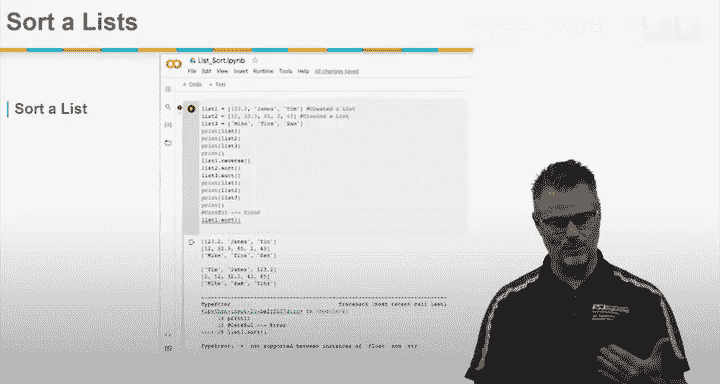 Sort a Lists
Sort a List
List_Sort.ipynb
File Edit View Insert Runtime Tools Help All changes saved
+ Code + Text
list1 = [123.2, 'James', 'Tim'] #Created a List
list2 = [12, 32.3, 65, 2, 43] #Created a List
list3 = ['Mike', 'Tina', 'Sam']
print(list1)
print(list2)
print(list3)
print()
list1.reverse()
list2.sort()
list3.sort()
print(list1)
print(list2)
print(list3)
print()
#Careful --- Error
list1.sort()
[123.2, 'James', 'Tim']
[12, 32.3, 65, 2, 43]
['Mike', 'Tina', 'Sam']
['Tim', 'James', 123.2]
[2, 12, 32.3, 43, 65]
['Mike', 'Sam', 'Tina']
TypeError Traceback (most recent call last)
print()
#Careful --- Error
list1.sort()
TypeError: not supported between instances of 'float' and 'str'